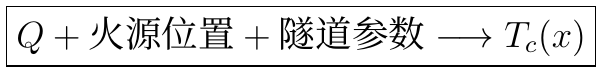 Q + 火源位置 + 隧道参数 ⟶ T_c(x)